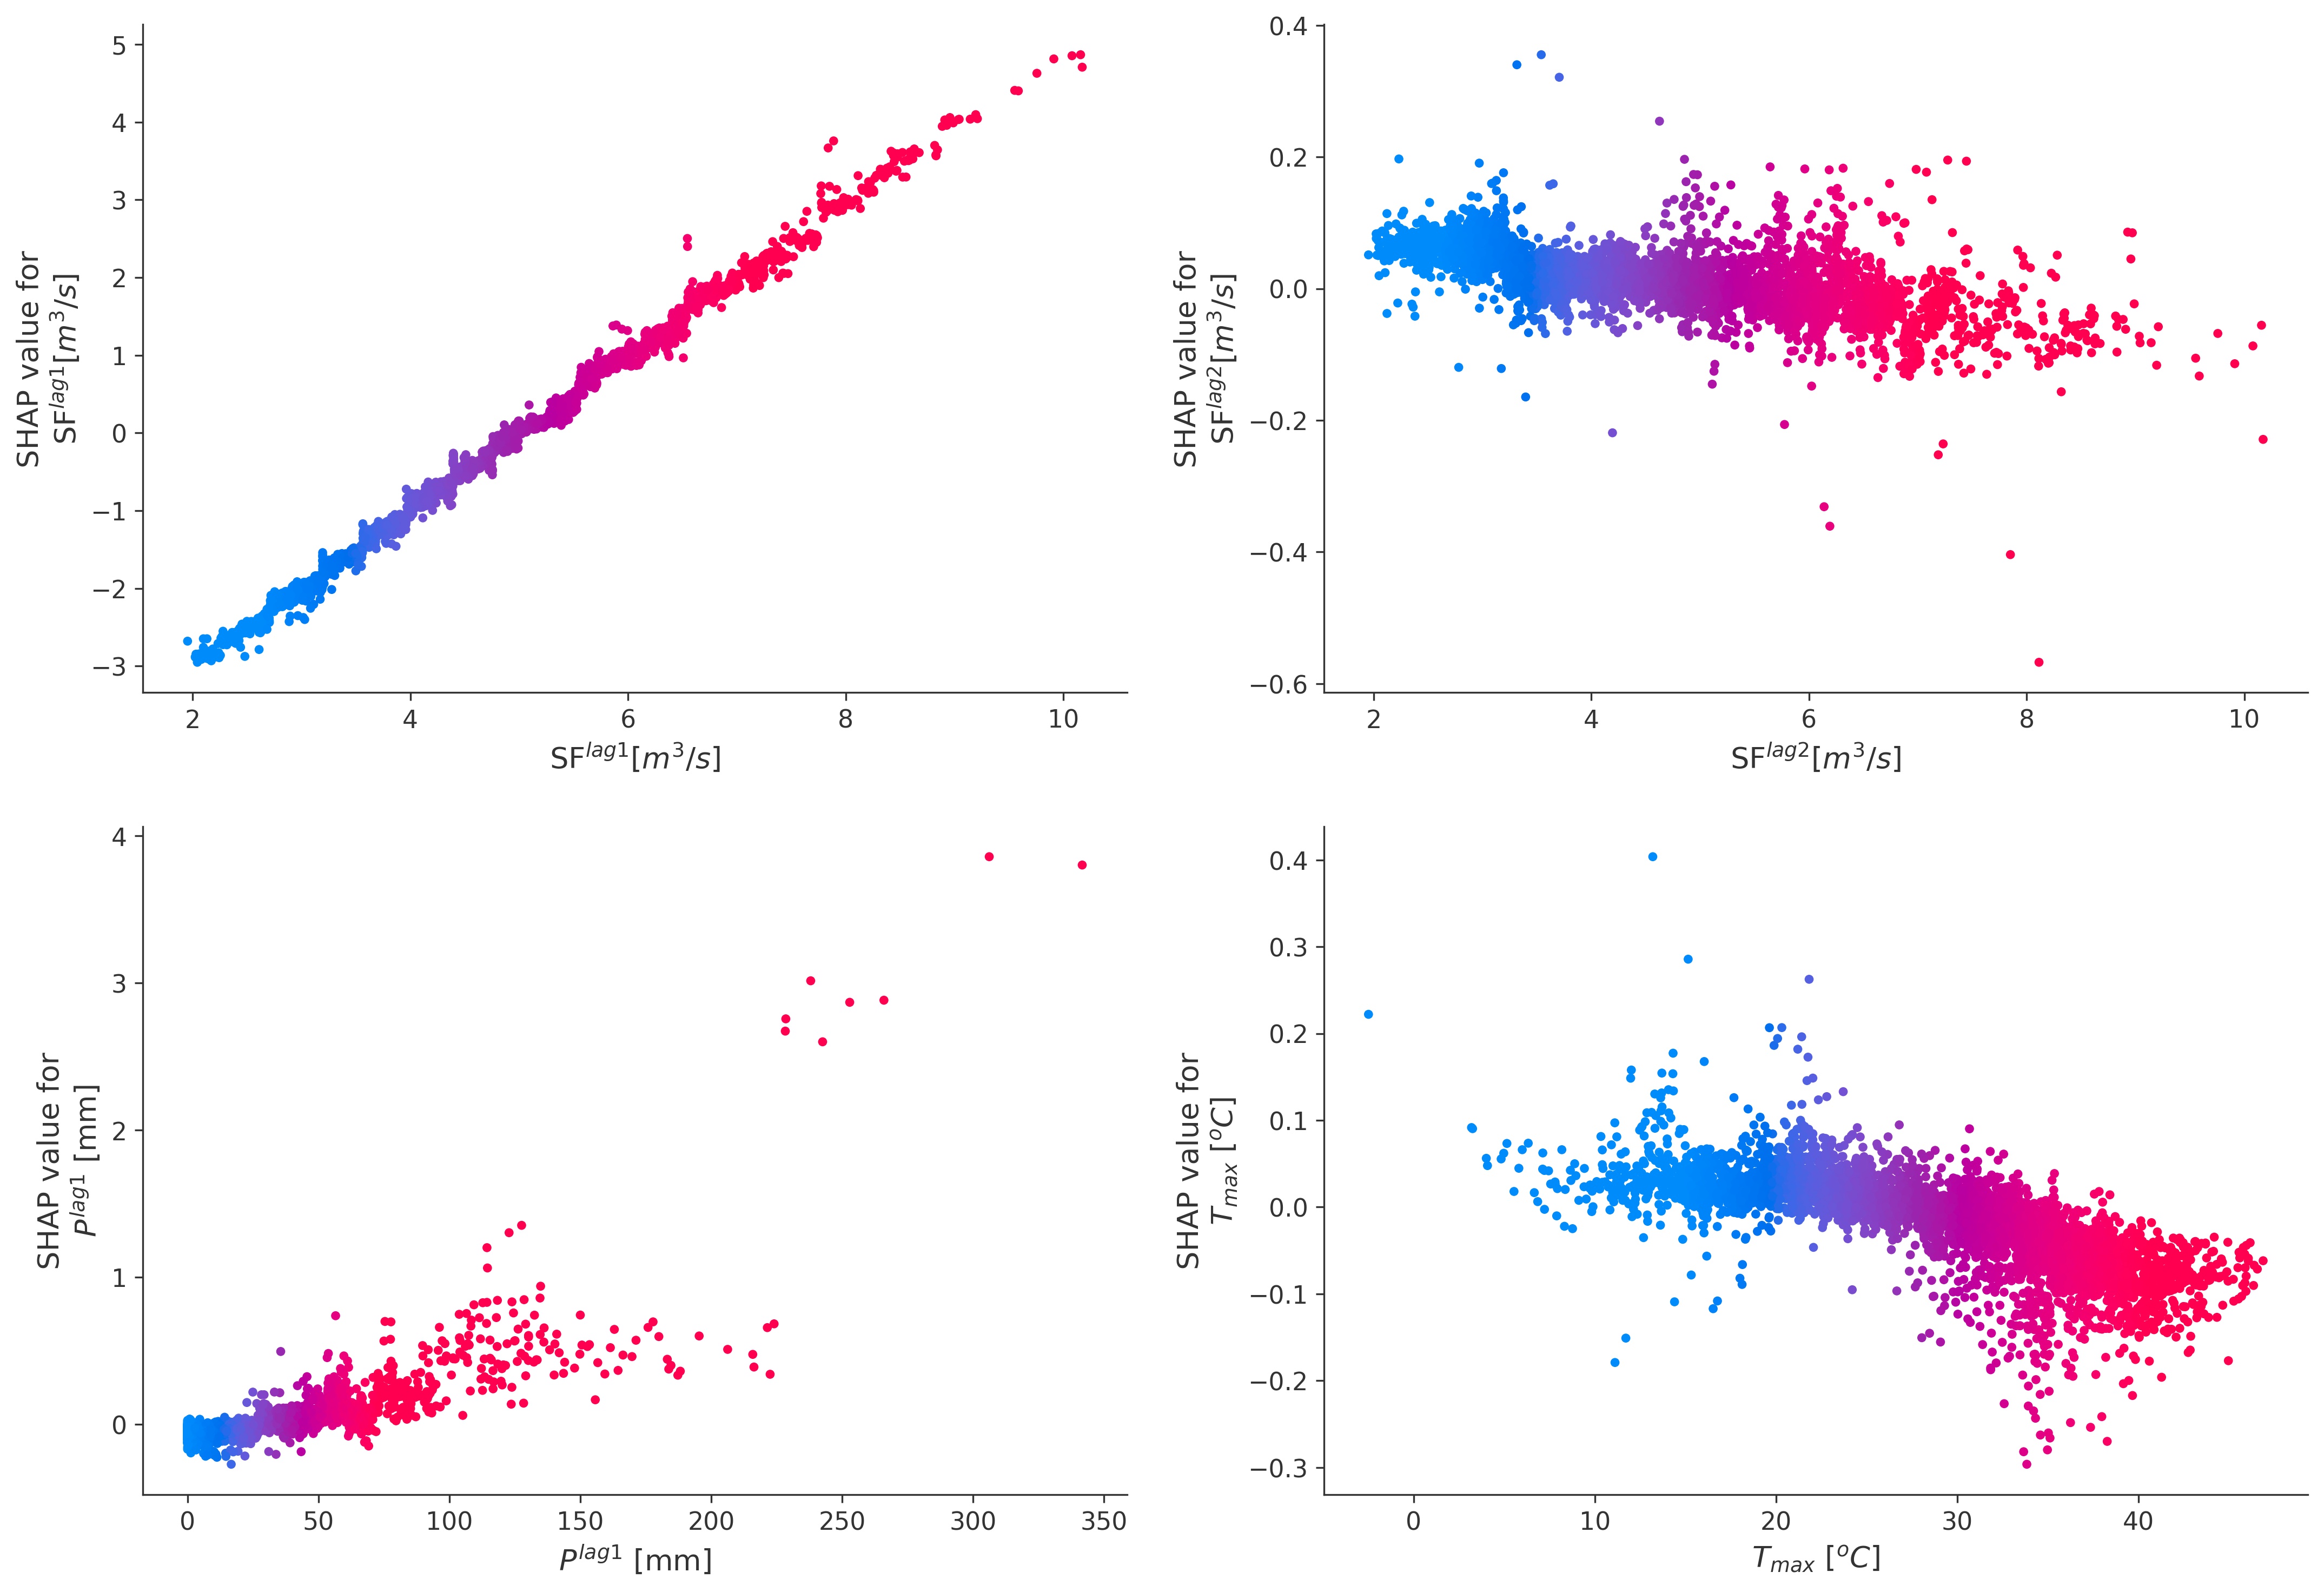 5
4
3
2
1
0
−1
−2
−3
SHAP value for
SF^{lag1}[m^3/s]
2 4 6 8 10
SF^{lag1}[m^3/s]
0.4
0.2
0.0
−0.2
−0.4
−0.6
SHAP value for
SF^{lag2}[m^3/s]
2 4 6 8 10
SF^{lag2}[m^3/s]
4
3
2
1
0
SHAP value for
P^{lag1} [mm]
0 50 100 150 200 250 300 350
P^{lag1} [mm]
0.4
0.3
0.2
0.1
0.0
−0.1
−0.2
−0.3
SHAP value for
T_{max} [^oC]
0 10 20 30 40
T_{max} [^oC]